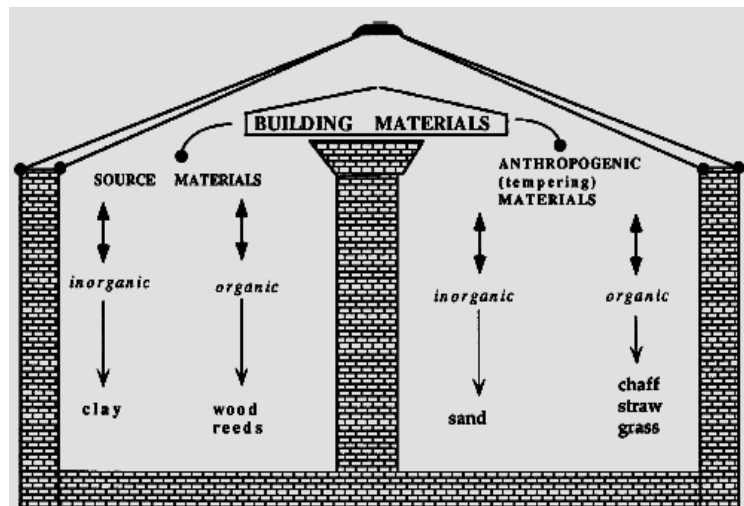 BUILDING MATERIALS
SOURCE MATERIALS
inorganic
clay
organic
wood
reeds
ANTHROPOGENIC
(tempering)
MATERIALS
inorganic
sand
organic
chaff
straw
grass